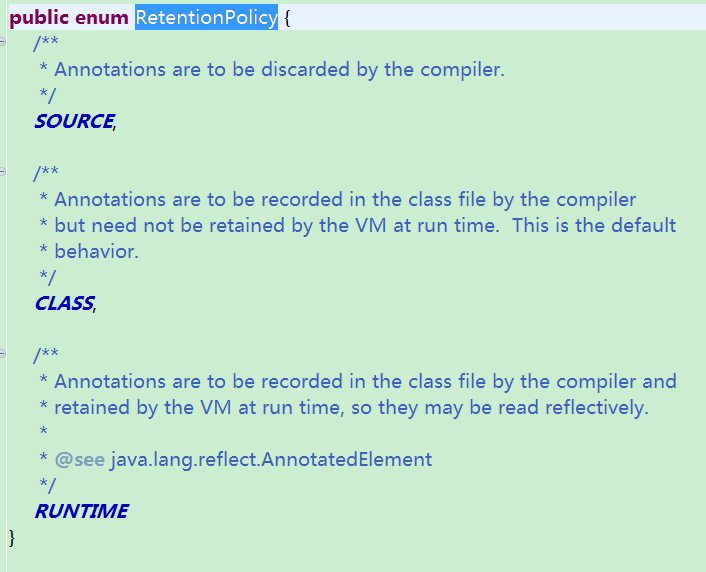 public enum RetentionPolicy {
    /**
     * Annotations are to be discarded by the compiler.
     */
    SOURCE,

    /**
     * Annotations are to be recorded in the class file by the compiler
     * but need not be retained by the VM at run time.  This is the default
     * behavior.
     */
    CLASS,

    /**
     * Annotations are to be recorded in the class file by the compiler and
     * retained by the VM at run time, so they may be read reflectively.
     *
     * @see java.lang.reflect.AnnotatedElement
     */
    RUNTIME
}